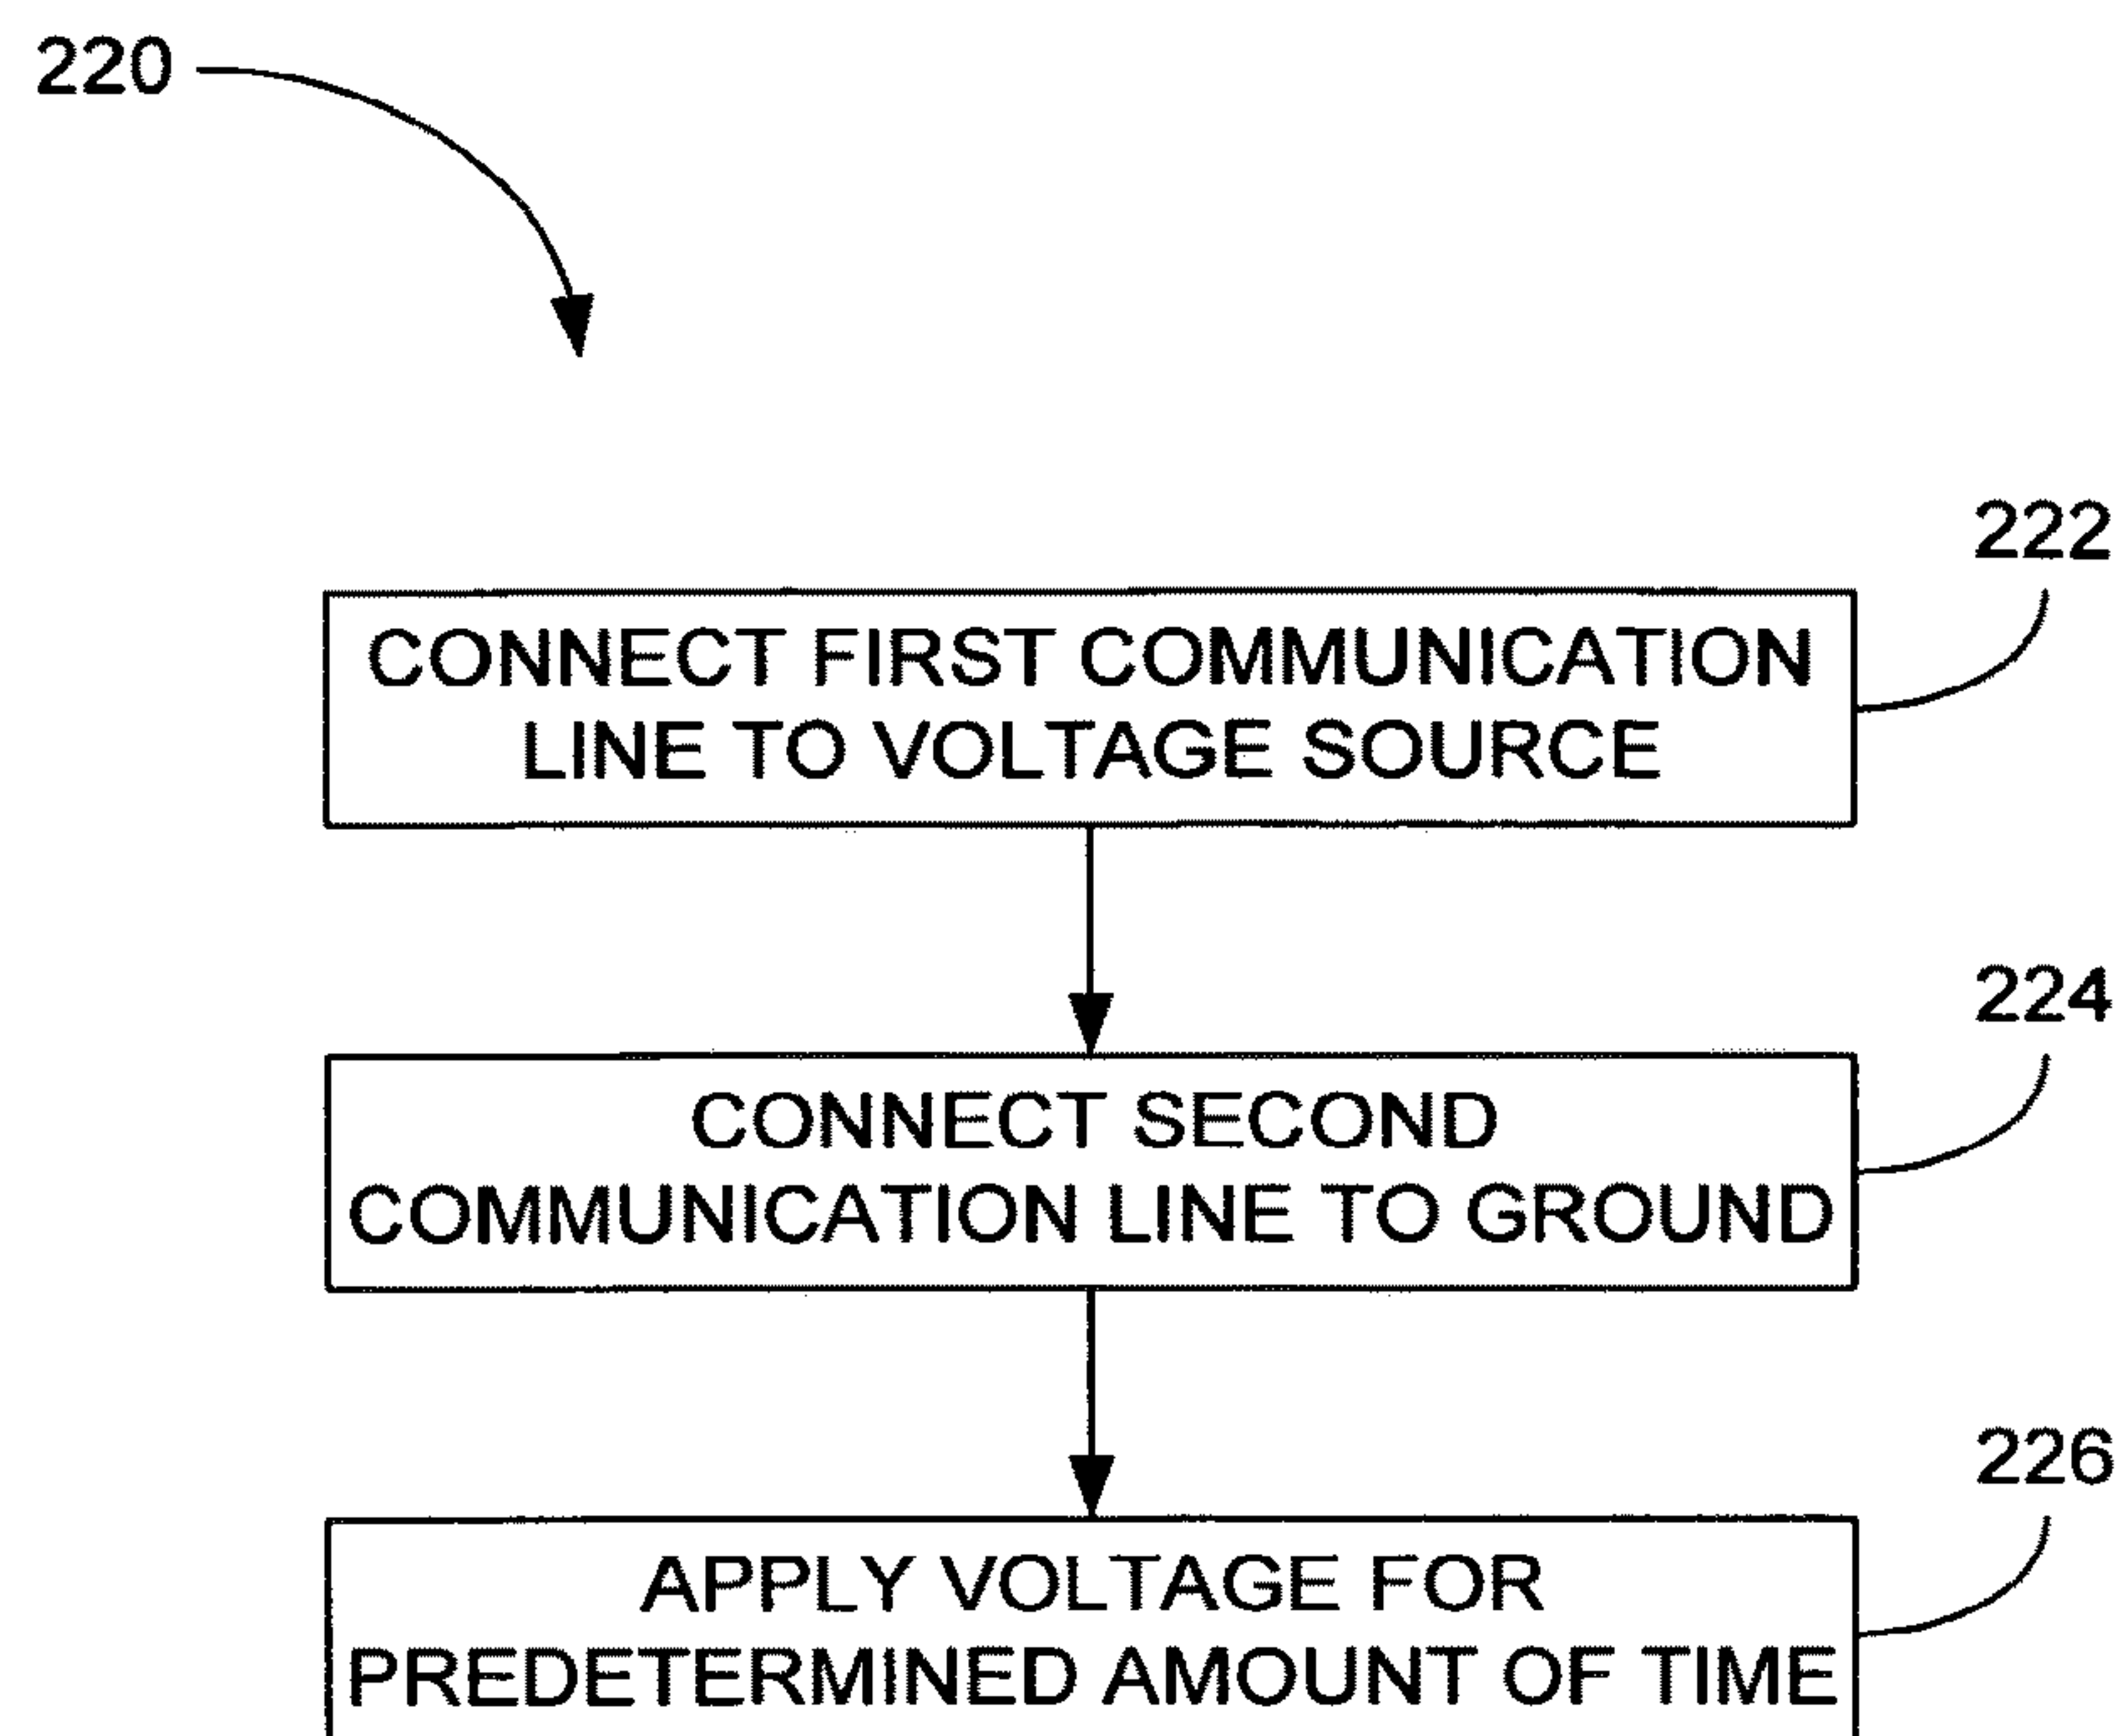 220
222
CONNECT FIRST COMMUNICATION
LINE TO VOLTAGE SOURCE
224
CONNECT SECOND
COMMUNICATION LINE TO GROUND
226
APPLY VOLTAGE FOR
PREDETERMINED AMOUNT OF TIME